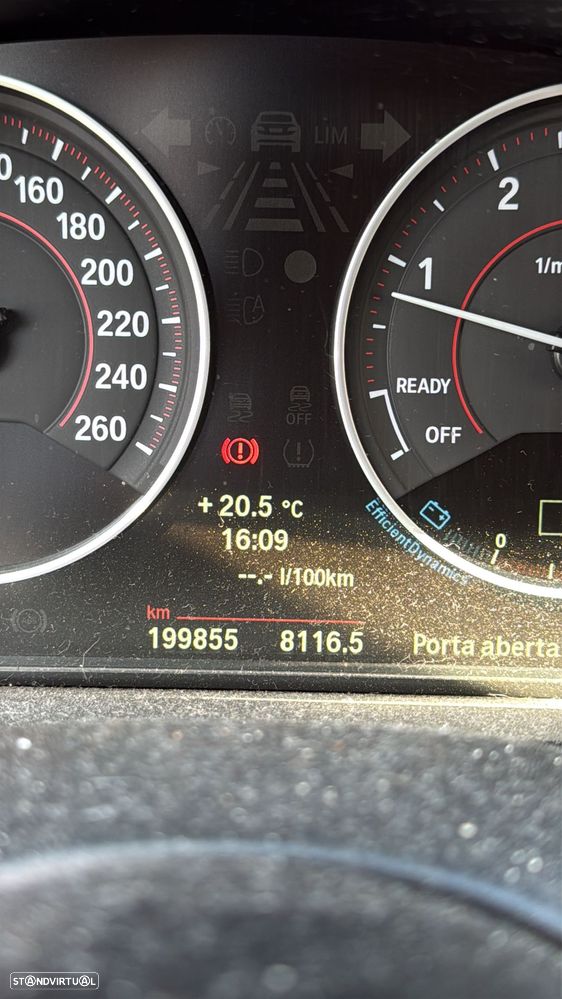 LIM
160
180
200
220
240
260
2
1
1/m
READY
OFF
OFF
+ 20.5 °C
16:09
--.- l/100km
EfficientDynamics
0
km
199855 8116.5 Porta aberta
STANDVIRTUAL